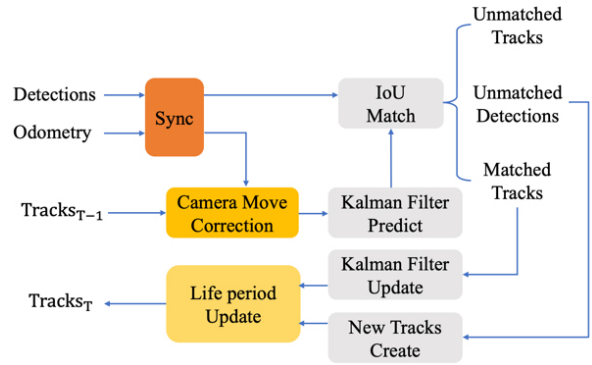 Unmatched
Tracks
Detections
Odometry
Sync
IoU
Match
Unmatched
Detections
Matched
Tracks
Tracks_{T−1}
Camera Move
Correction
Kalman Filter
Predict
Kalman Filter
Update
Tracks_T
Life period
Update
New Tracks
Create